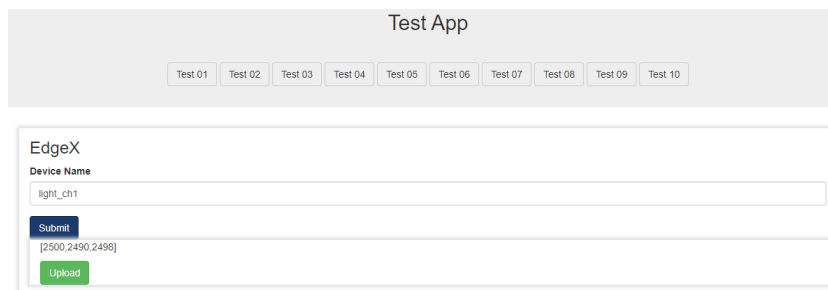 Test App
Test 01 Test 02 Test 03 Test 04 Test 05 Test 06 Test 07 Test 08 Test 09 Test 10
EdgeX
Device Name
light_ch1
Submit
[2500,2490,2498]
Upload